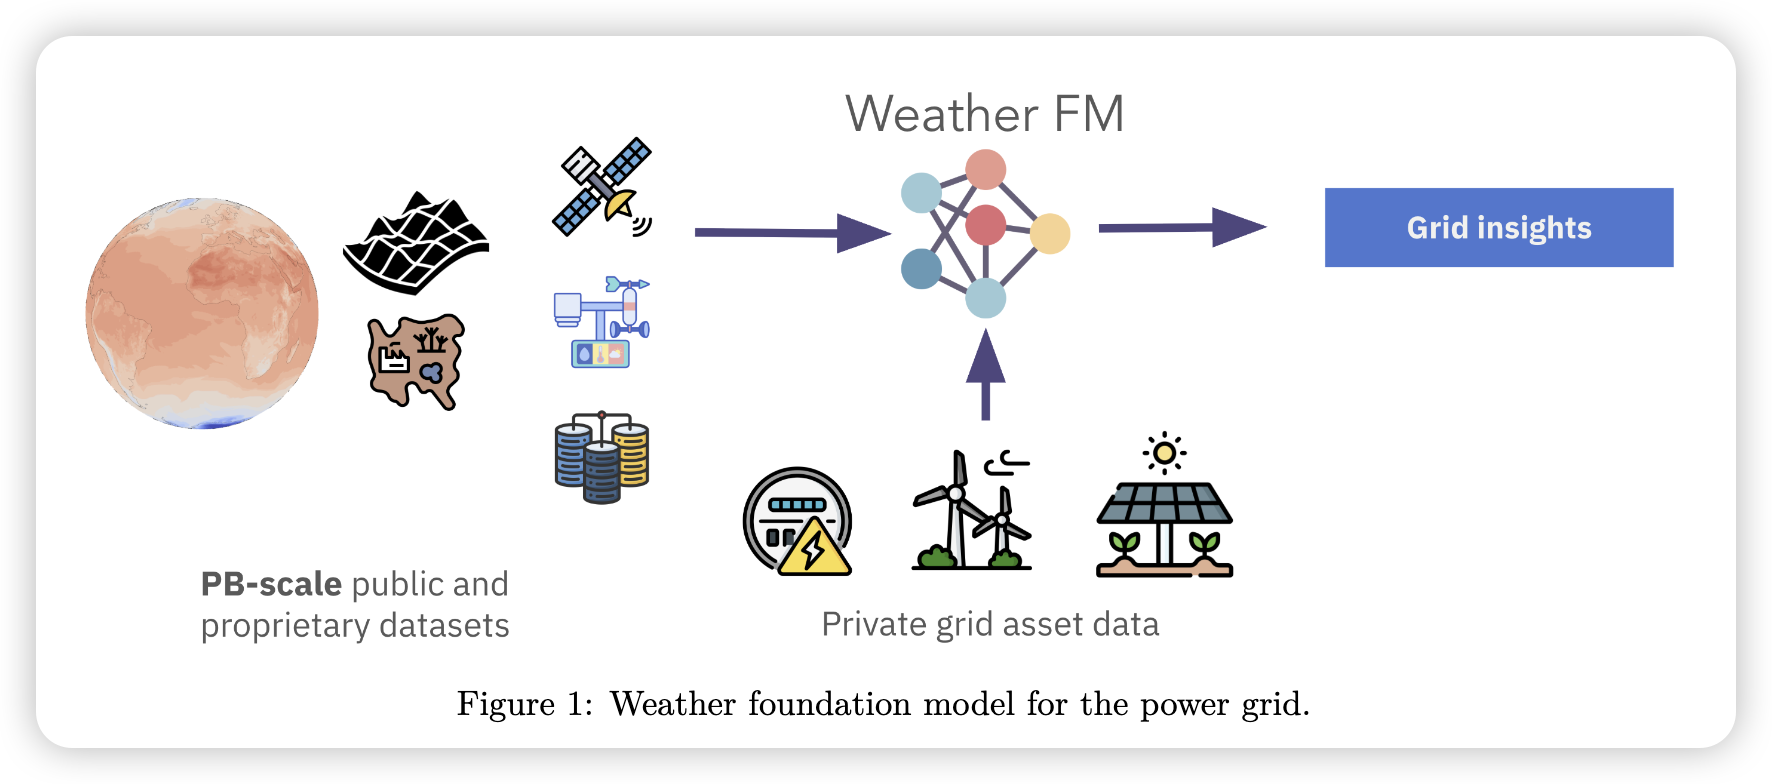 Weather FM
Grid insights
PB-scale public and
proprietary datasets
Private grid asset data
Figure 1: Weather foundation model for the power grid.